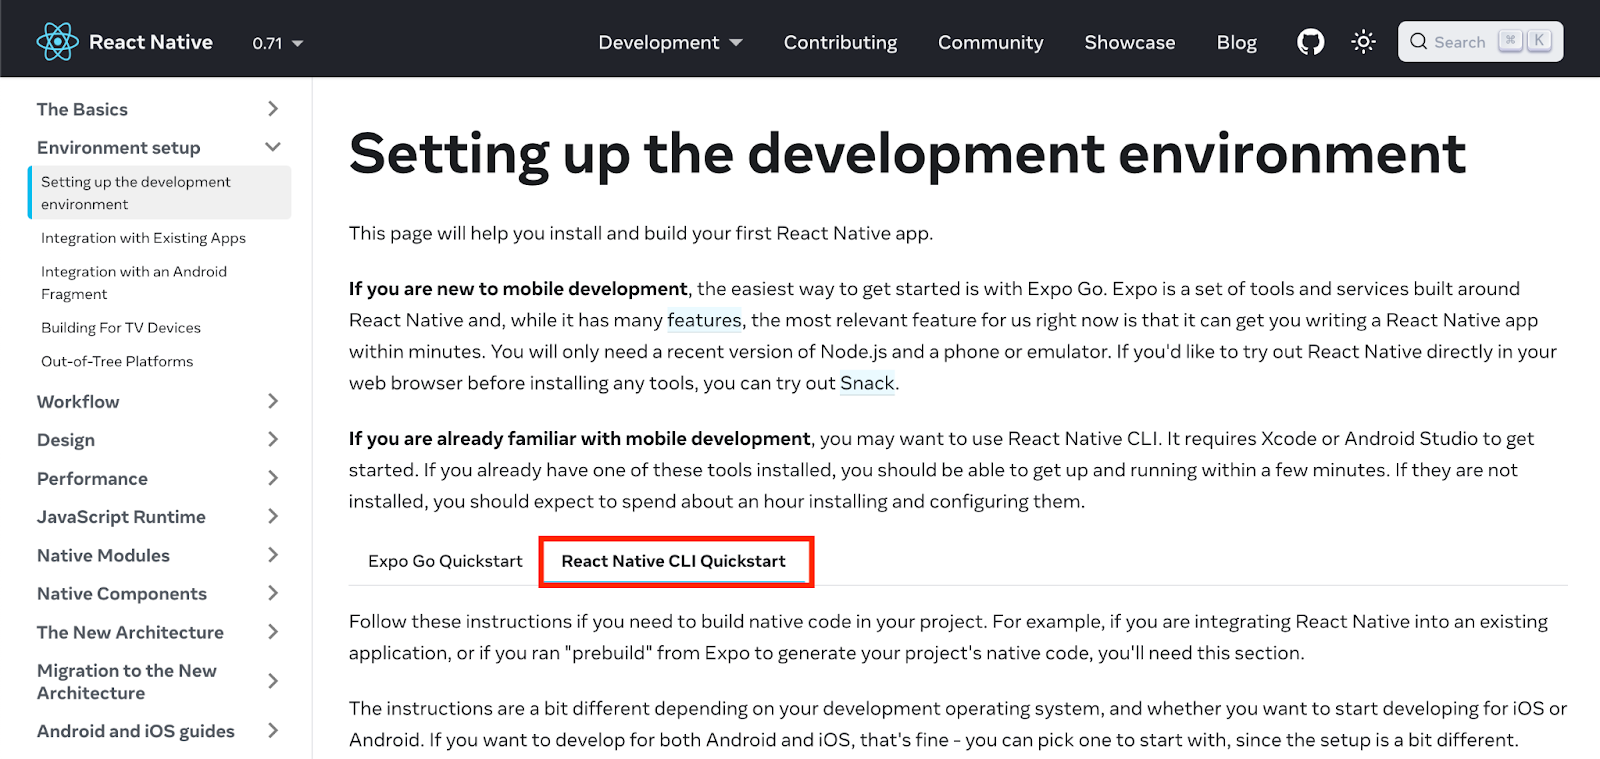 React Native 0.71 Development Contributing Community Showcase Blog Search ⌘ K
The Basics
Environment setup
Setting up the development
environment
Integration with Existing Apps
Integration with an Android
Fragment
Building For TV Devices
Out-of-Tree Platforms
Workflow
Design
Performance
JavaScript Runtime
Native Modules
Native Components
The New Architecture
Migration to the New
Architecture
Android and iOS guides
Setting up the development environment
This page will help you install and build your first React Native app.
If you are new to mobile development, the easiest way to get started is with Expo Go. Expo is a set of tools and services built around
React Native and, while it has many features, the most relevant feature for us right now is that it can get you writing a React Native app
within minutes. You will only need a recent version of Node.js and a phone or emulator. If you'd like to try out React Native directly in your
web browser before installing any tools, you can try out Snack.
If you are already familiar with mobile development, you may want to use React Native CLI. It requires Xcode or Android Studio to get
started. If you already have one of these tools installed, you should be able to get up and running within a few minutes. If they are not
installed, you should expect to spend about an hour installing and configuring them.
Expo Go Quickstart React Native CLI Quickstart
Follow these instructions if you need to build native code in your project. For example, if you are integrating React Native into an existing
application, or if you ran "prebuild" from Expo to generate your project's native code, you'll need this section.
The instructions are a bit different depending on your development operating system, and whether you want to start developing for iOS or
Android. If you want to develop for both Android and iOS, that's fine - you can pick one to start with, since the setup is a bit different.